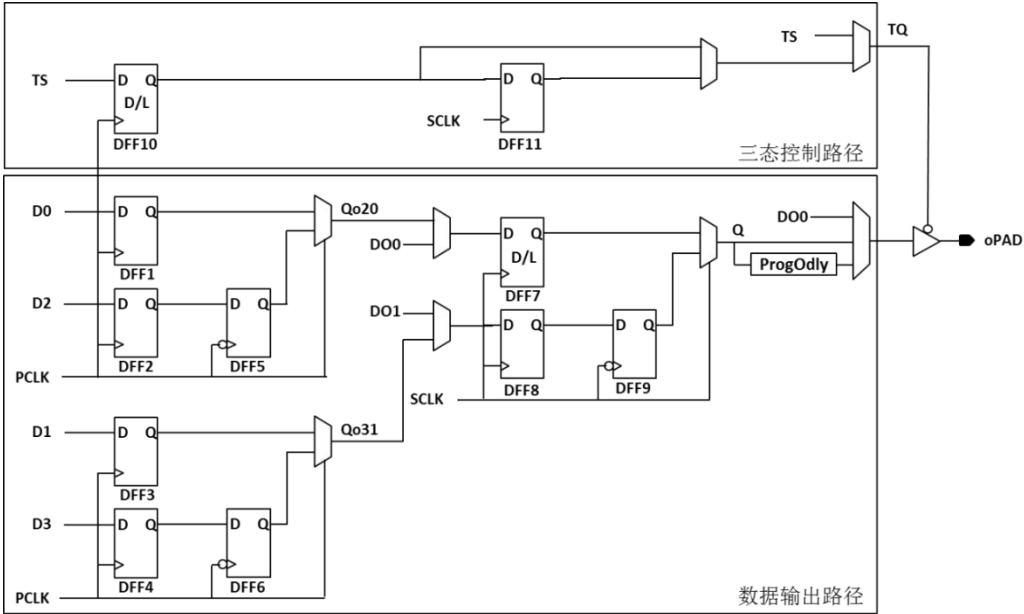 TS TQ
TS D Q D Q
D/L
SCLK
DFF10 DFF11
三态控制路径
D0 D Q Qo20 DO0
D Q Q oPAD
DO0 D/L ProgOdly
DFF1 DFF7
D2 D Q D Q DO1 D Q D Q
DFF2 DFF5
PCLK DFF8 DFF9
SCLK
D1 D Q Qo31
DFF3
D3 D Q D Q
DFF4 DFF6
PCLK 数据输出路径